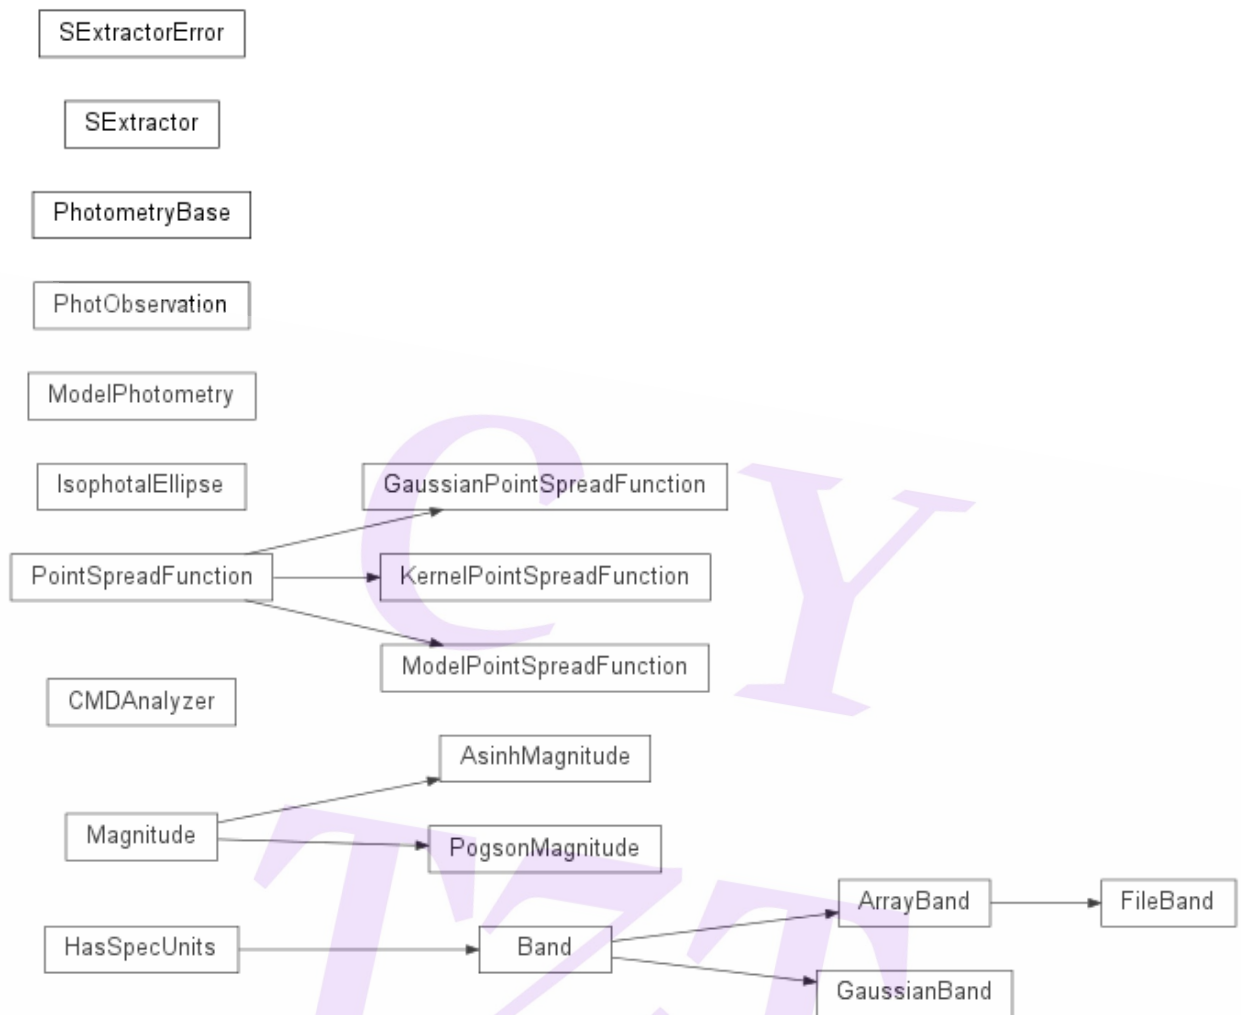 SExtractorError
SExtractor
PhotometryBase
PhotObservation
ModelPhotometry
IsophotalEllipse
GaussianPointSpreadFunction
PointSpreadFunction
KernelPointSpreadFunction
ModelPointSpreadFunction
CMDAnalyzer
AsinhMagnitude
Magnitude
PogsonMagnitude
ArrayBand
FileBand
HasSpecUnits
Band
GaussianBand
C Y
TZT